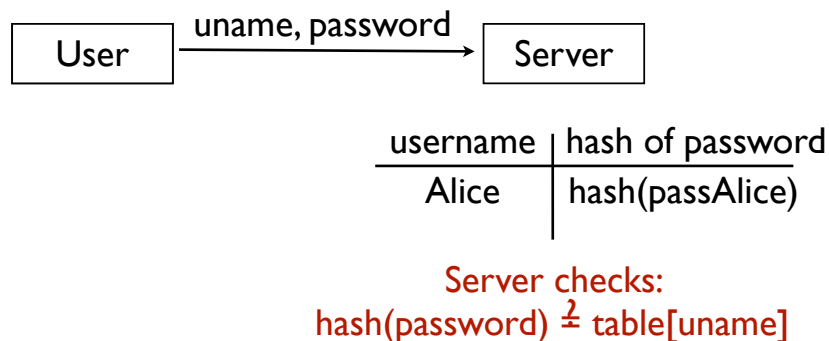 uname, password
User Server
username hash of password
Alice hash(passAlice)
Server checks:
hash(password) ≟ table[uname]